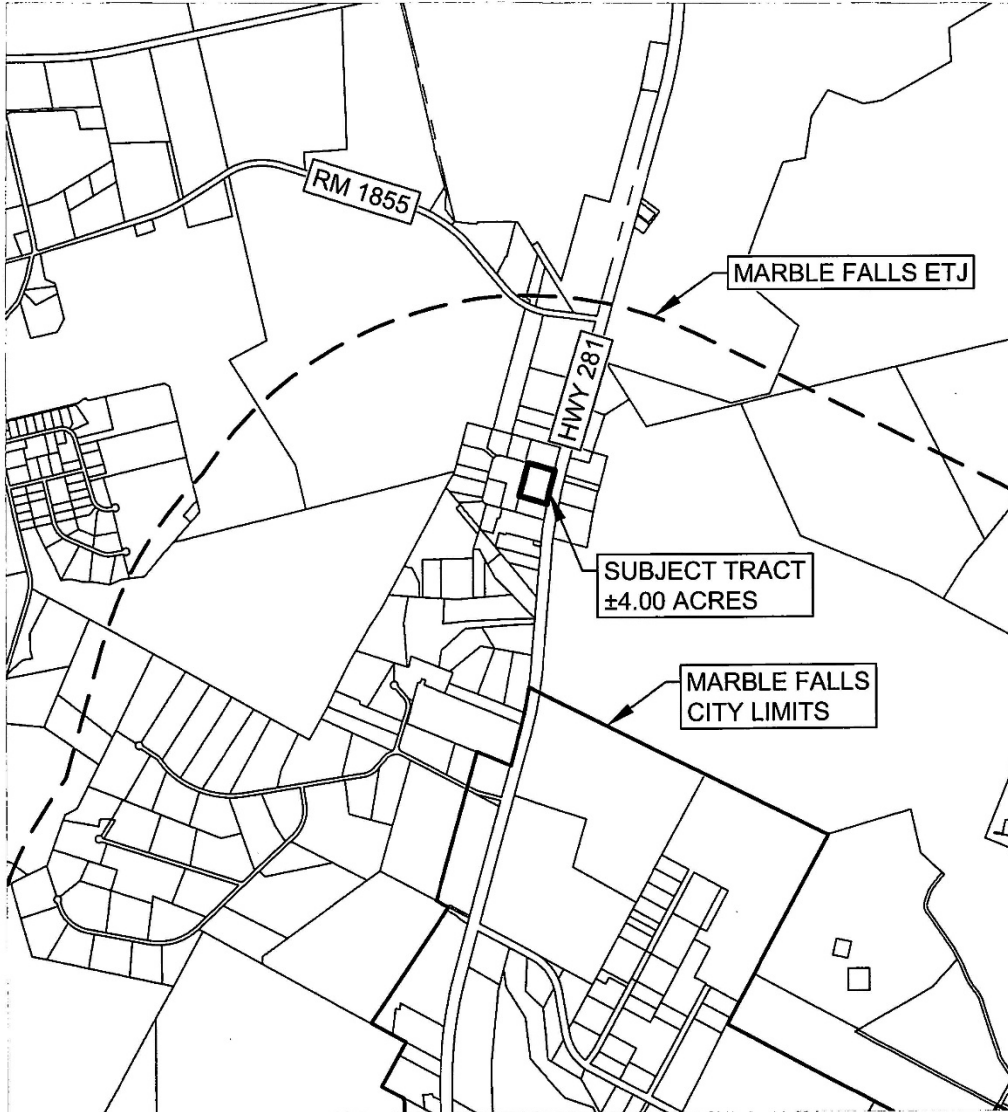 RM 1855
MARBLE FALLS ETJ
HWY 281
SUBJECT TRACT
±4.00 ACRES
MARBLE FALLS
CITY LIMITS